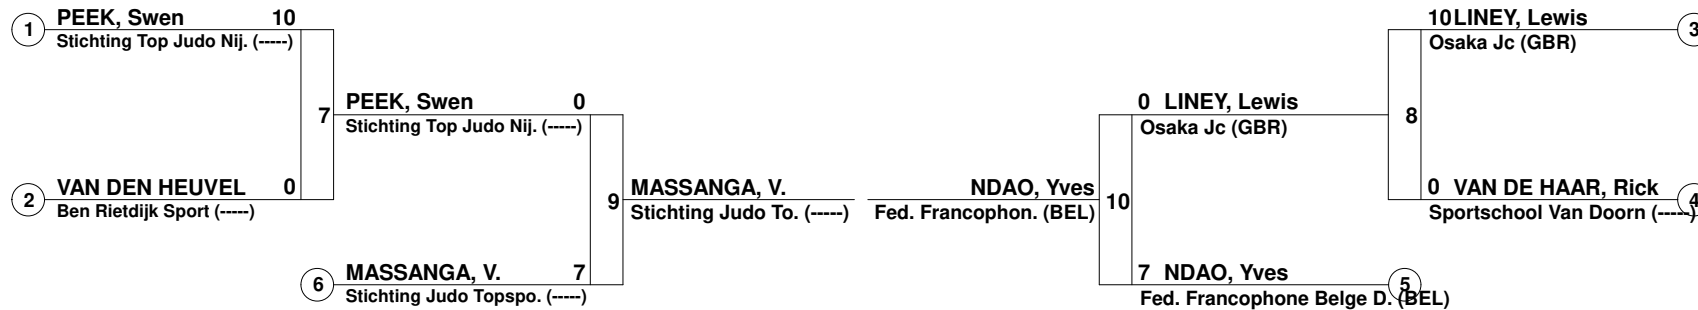 1 PEEK, Swen 10
Stichting Top Judo Nij. (-----)
7
PEEK, Swen 0
Stichting Top Judo Nij. (-----)
2 VAN DEN HEUVEL 0
Ben Rietdijk Sport (-----)
9
MASSANGA, V.
Stichting Judo To. (-----)
6 MASSANGA, V. 7
Stichting Judo Topspo. (-----)
10 LINEY, Lewis 3
Osaka Jc (GBR)
8
0 LINEY, Lewis
Osaka Jc (GBR)
0 VAN DE HAAR, Rick 4
Sportschool Van Doorn (-----)
NDAO, Yves
Fed. Francophon. (BEL)
10
7 NDAO, Yves 5
Fed. Francophone Belge D. (BEL)